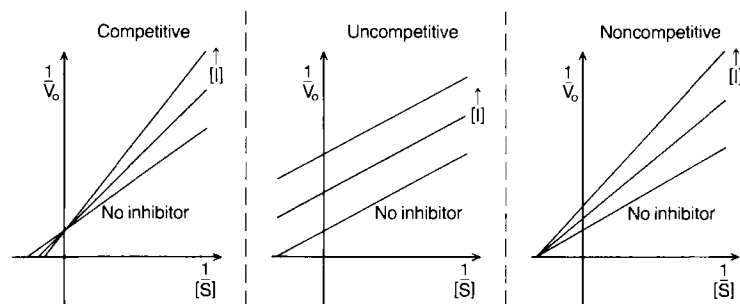 Competitive
↑
[I]
1
V₀
No inhibitor
1
[S]
Uncompetitive
↑
[I]
1
V₀
No inhibitor
1
[S]
Noncompetitive
↑
[I]
1
V₀
No inhibitor
1
[S]